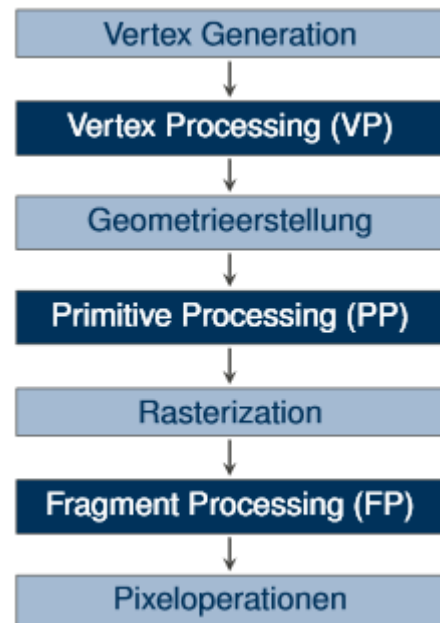 Vertex Generation
Vertex Processing (VP)
Geometrieerstellung
Primitive Processing (PP)
Rasterization
Fragment Processing (FP)
Pixeloperationen